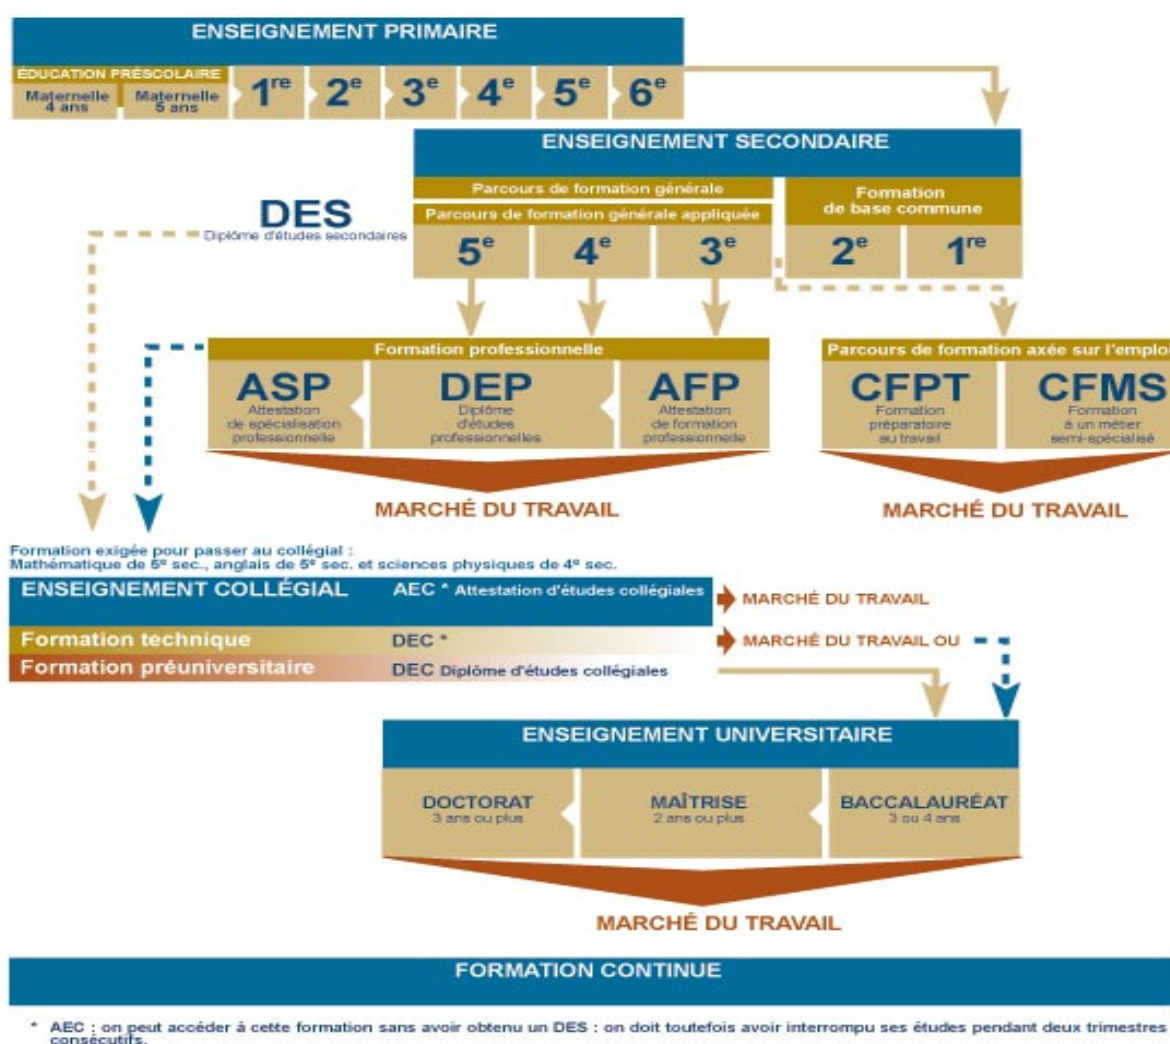 ENSEIGNEMENT PRIMAIRE
ÉDUCATION PRÉSCOLAIRE
Maternelle 4 ans
Maternelle 5 ans
1re 2e 3e 4e 5e 6e
ENSEIGNEMENT SECONDAIRE
Parcours de formation générale
Parcours de formation générale appliquée
Formation
de base commune
5e 4e 3e 2e 1re
DES
Diplôme d'études secondaires
Formation professionnelle
ASP
Attestation
de spécialisation
professionnelle
DEP
Diplôme
d'études
professionnelles
AFP
Attestation
de formation
professionnelle
MARCHÉ DU TRAVAIL
Parcours de formation axée sur l'emploi
CFPT
Formation
préparatoire
au travail
CFMS
Formation
à un métier
semi-spécialisé
MARCHÉ DU TRAVAIL
Formation exigée pour passer au collégial :
Mathématique de 5e sec., anglais de 5e sec. et sciences physiques de 4e sec.
ENSEIGNEMENT COLLÉGIAL AEC * Attestation d'études collégiales MARCHÉ DU TRAVAIL
Formation technique DEC * MARCHÉ DU TRAVAIL OU
Formation préuniversitaire DEC Diplôme d'études collégiales
ENSEIGNEMENT UNIVERSITAIRE
DOCTORAT
3 ans ou plus
MAÎTRISE
2 ans ou plus
BACCALAURÉAT
3 ou 4 ans
MARCHÉ DU TRAVAIL
FORMATION CONTINUE
* AEC : on peut accéder à cette formation sans avoir obtenu un DES : on doit toutefois avoir interrompu ses études pendant deux trimestres
consécutifs.